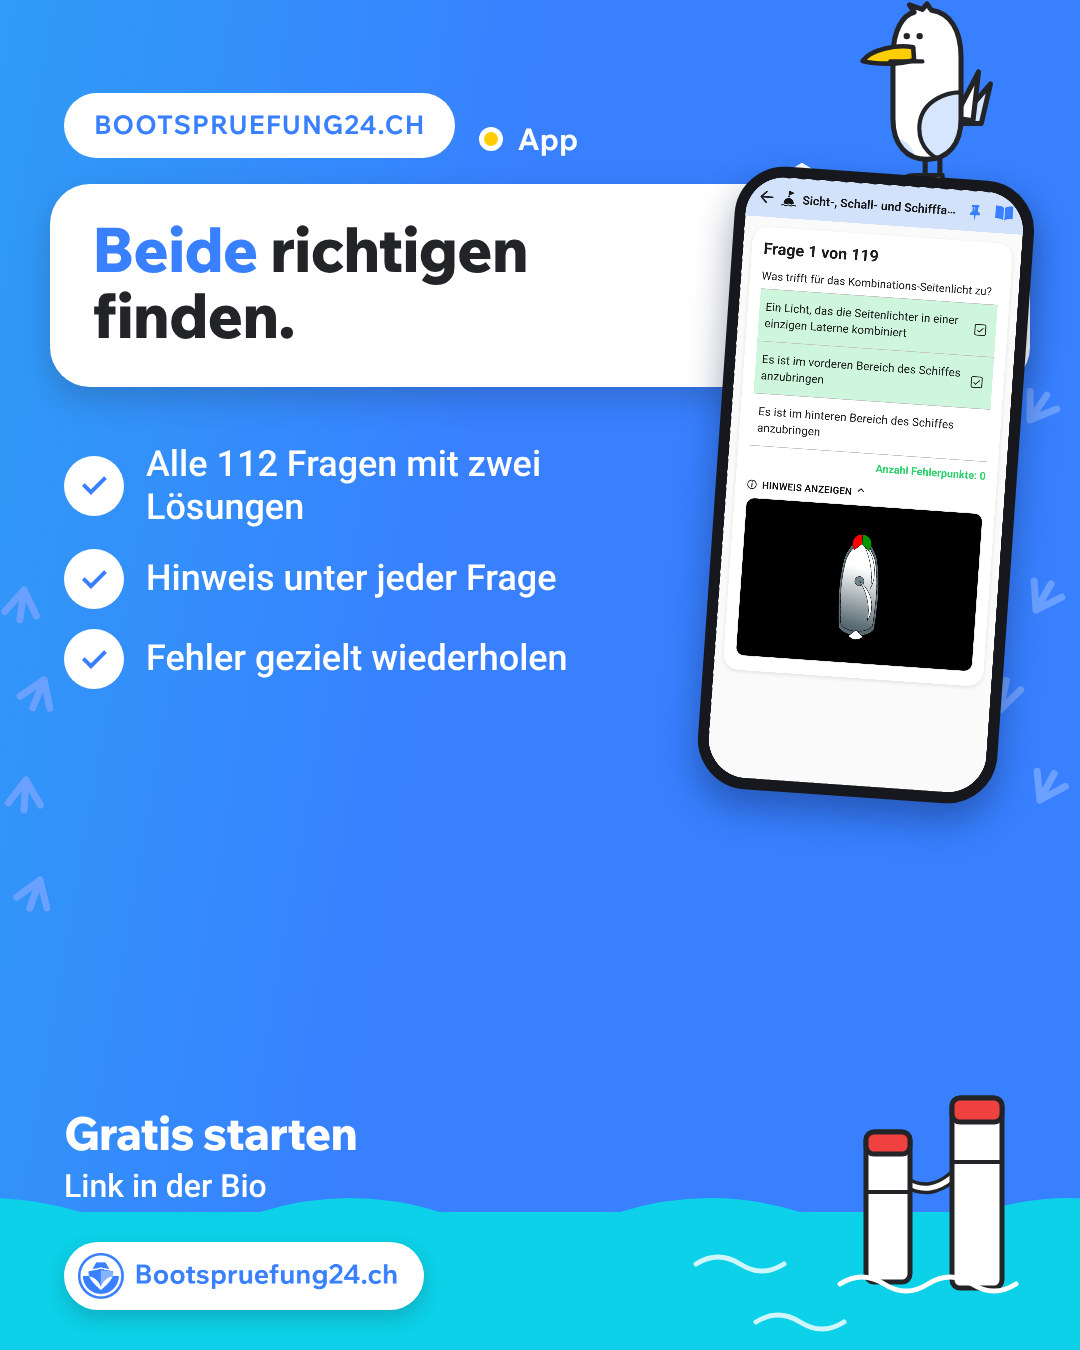 BOOTSPRUEFUNG24.CH
App
Beide richtigen
finden.
Alle 112 Fragen mit zwei
Lösungen
Hinweis unter jeder Frage
Fehler gezielt wiederholen
Sicht-, Schall- und Schifffa...
Frage 1 von 119
Was trifft für das Kombinations-Seitenlicht zu?
Ein Licht, das die Seitenlichter in einer
einzigen Laterne kombiniert
Es ist im vorderen Bereich des Schiffes
anzubringen
Es ist im hinteren Bereich des Schiffes
anzubringen
Anzahl Fehlerpunkte: 0
HINWEIS ANZEIGEN
Gratis starten
Link in der Bio
Bootspruefung24.ch